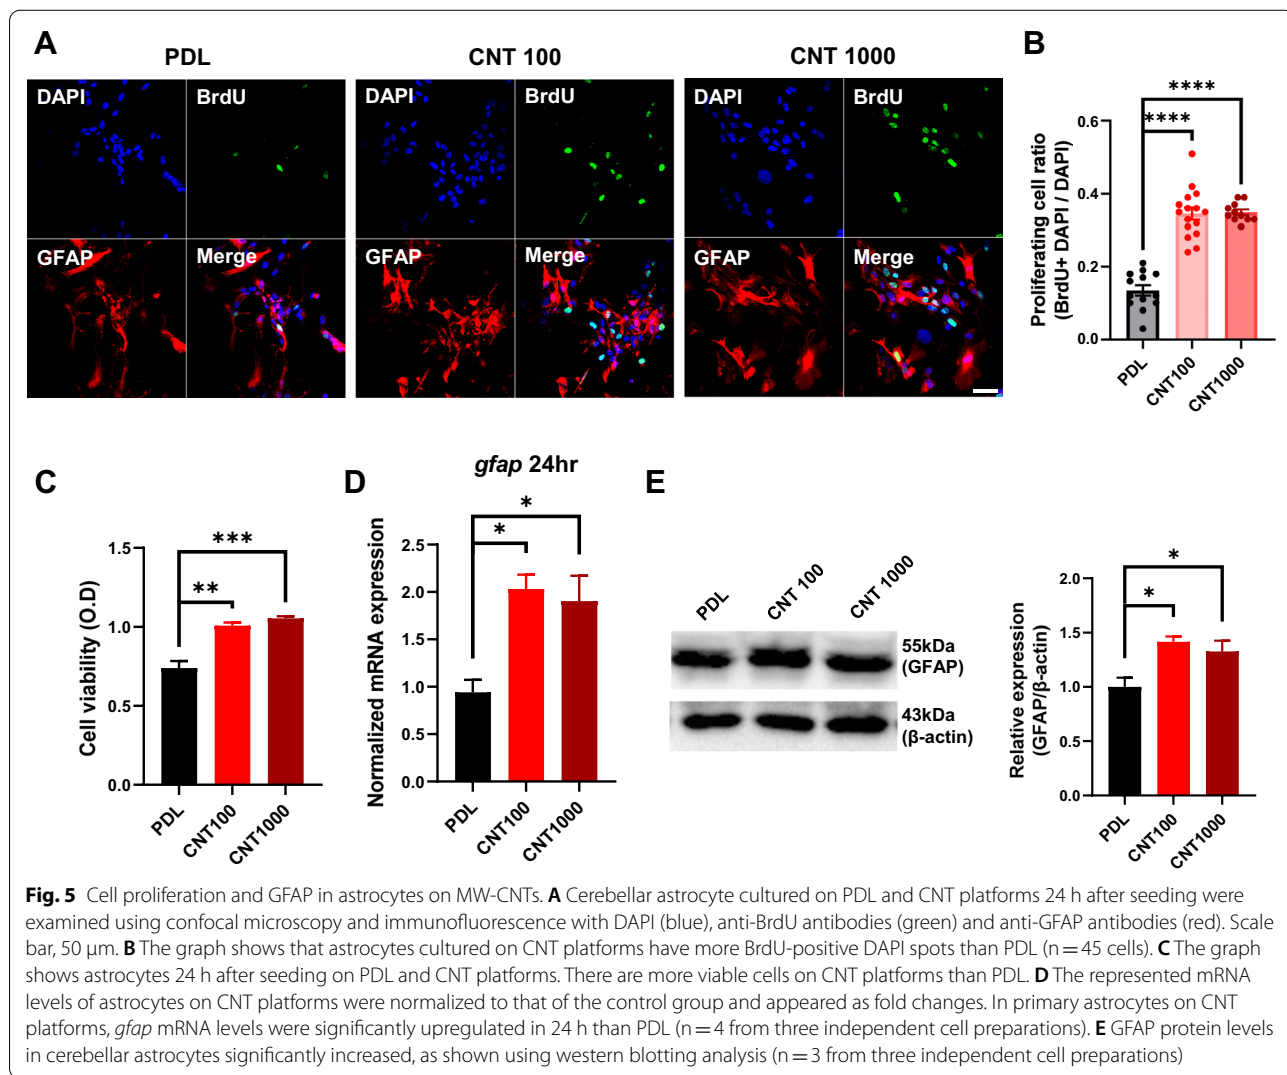 A
PDL
CNT 100
CNT 1000
DAPI
BrdU
DAPI
BrdU
DAPI
BrdU
GFAP
Merge
GFAP
Merge
GFAP
Merge
B
Proliferating cell ratio
(BrdU+ DAPI / DAPI)
****
****
0.6
0.4
0.2
0.0
PDL
CNT100
CNT1000
C
Cell viability (O.D)
***
**
1.5
1.0
0.5
0.0
PDL
CNT100
CNT1000
D
gfap 24hr
Normalized mRNA expression
*
*
2.5
2.0
1.5
1.0
0.5
0.0
PDL
CNT100
CNT1000
E
PDL
CNT 100
CNT 1000
55kDa
(GFAP)
43kDa
(β-actin)
Relative expression
(GFAP/β-actin)
*
*
2.0
1.5
1.0
0.5
0.0
PDL
CNT100
CNT1000
Fig. 5 Cell proliferation and GFAP in astrocytes on MW-CNTs. A Cerebellar astrocyte cultured on PDL and CNT platforms 24 h after seeding were
examined using confocal microscopy and immunofluorescence with DAPI (blue), anti-BrdU antibodies (green) and anti-GFAP antibodies (red). Scale
bar, 50 μm. B The graph shows that astrocytes cultured on CNT platforms have more BrdU-positive DAPI spots than PDL (n = 45 cells). C The graph
shows astrocytes 24 h after seeding on PDL and CNT platforms. There are more viable cells on CNT platforms than PDL. D The represented mRNA
levels of astrocytes on CNT platforms were normalized to that of the control group and appeared as fold changes. In primary astrocytes on CNT
platforms, gfap mRNA levels were significantly upregulated in 24 h than PDL (n = 4 from three independent cell preparations). E GFAP protein levels
in cerebellar astrocytes significantly increased, as shown using western blotting analysis (n = 3 from three independent cell preparations)